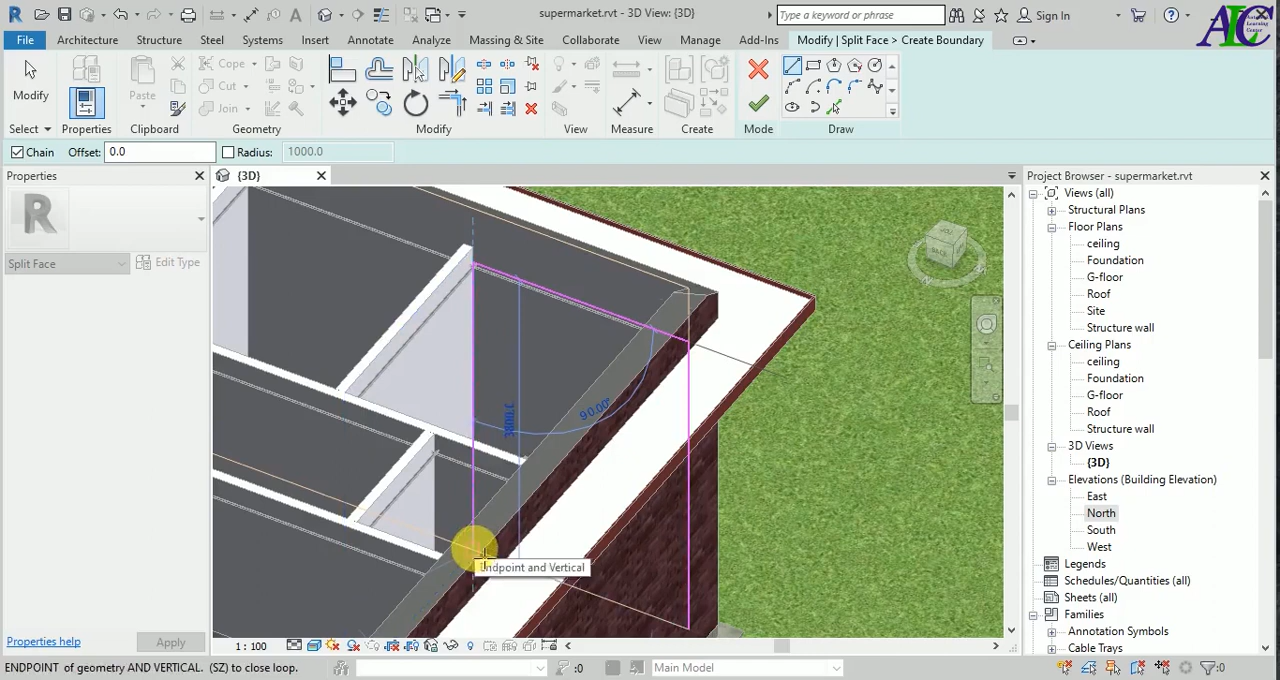 supermarket.rvt - 3D View: {3D}
Type a keyword or phrase
Sign In
ALC
File
Architecture
Structure
Steel
Systems
Insert
Annotate
Analyze
Massing & Site
Collaborate
View
Manage
Add-Ins
Modify | Split Face > Create Boundary
Modify
Paste
Cope
Cut
Join
Select
Properties
Clipboard
Geometry
Modify
View
Measure
Create
Mode
Draw
Chain
Offset:
0.0
Radius:
1000.0
Properties
{3D}
Project Browser - supermarket.rvt
Split Face
Edit Type
Views (all)
Structural Plans
Floor Plans
ceiling
Foundation
G-floor
Roof
Site
Structure wall
Ceiling Plans
ceiling
Foundation
G-floor
Roof
Structure wall
3D Views
{3D}
Elevations (Building Elevation)
East
North
South
West
Legends
Schedules/Quantities (all)
Sheets (all)
Families
Annotation Symbols
Cable Trays
3800.0
90.00°
Endpoint and Vertical
Properties help
Apply
1 : 100
ENDPOINT of geometry AND VERTICAL. (SZ) to close loop.
:0
Main Model
:0